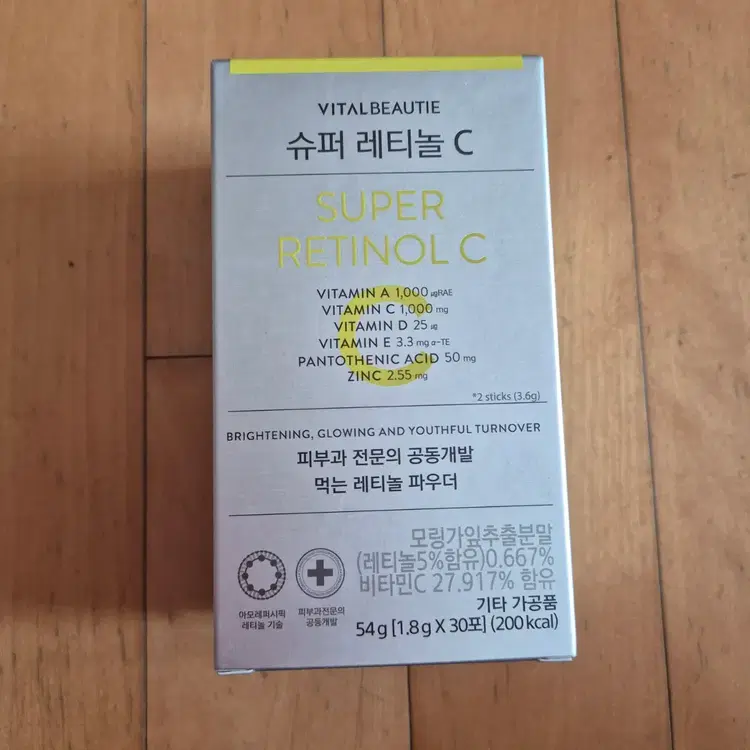 VITALBEAUTIE
슈퍼 레티놀 C
SUPER
RETINOL C
VITAMIN A 1,000 µgRAE
VITAMIN C 1,000 mg
VITAMIN D 25 µg
VITAMIN E 3.3 mg α-TE
PANTOTHENIC ACID 50 mg
ZINC 2.55 mg
*2 sticks (3.6g)
BRIGHTENING, GLOWING AND YOUTHFUL TURNOVER
피부과 전문의 공동개발
먹는 레티놀 파우더
모링가잎추출분말
(레티놀5%함유)0.667%
비타민C 27.917% 함유
기타 가공품
54g [1.8g X 30포] (200kcal)
아모레퍼시픽
레티놀 기술
피부과전문의
공동개발